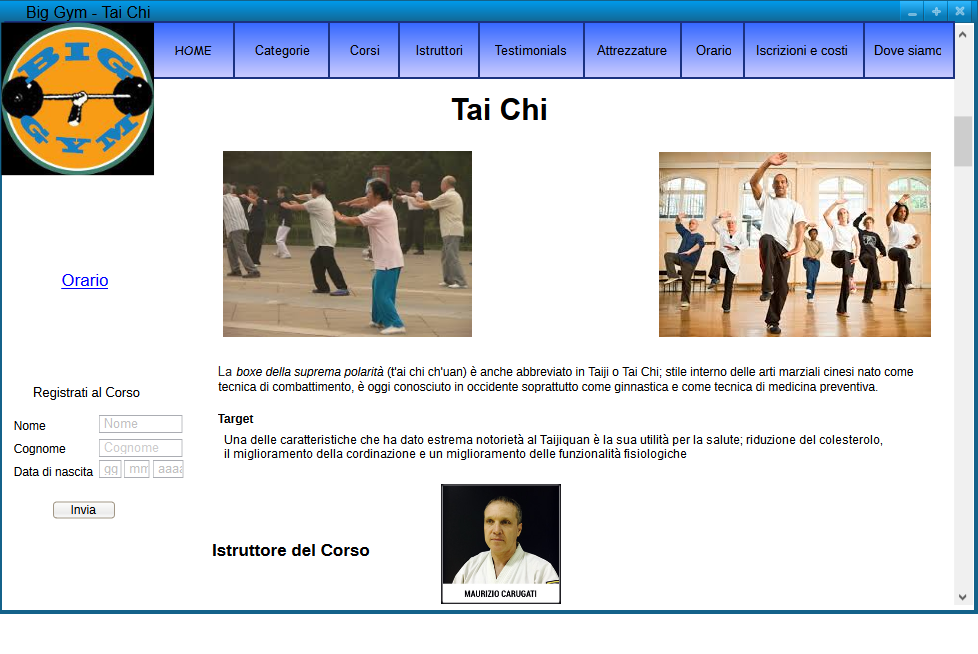 Big Gym - Tai Chi
BIG
GYM
HOME
Categorie
Corsi
Istruttori
Testimonials
Attrezzature
Orario
Iscrizioni e costi
Dove siamo
Tai Chi
Orario
La boxe della suprema polarità (t'ai chi ch'uan) è anche abbreviato in Taiji o Tai Chi; stile interno delle arti marziali cinesi nato come
tecnica di combattimento, è oggi conosciuto in occidente soprattutto come ginnastica e come tecnica di medicina preventiva.
Registrati al Corso
Nome Nome
Cognome Cognome
Data di nascita gg mm aaaa
Invia
Target
Una delle caratteristiche che ha dato estrema notorietà al Taijiquan è la sua utilità per la salute; riduzione del colesterolo,
il miglioramento della cordinazione e un miglioramento delle funzionalità fisiologiche
Istruttore del Corso
MAURIZIO CARUGATI